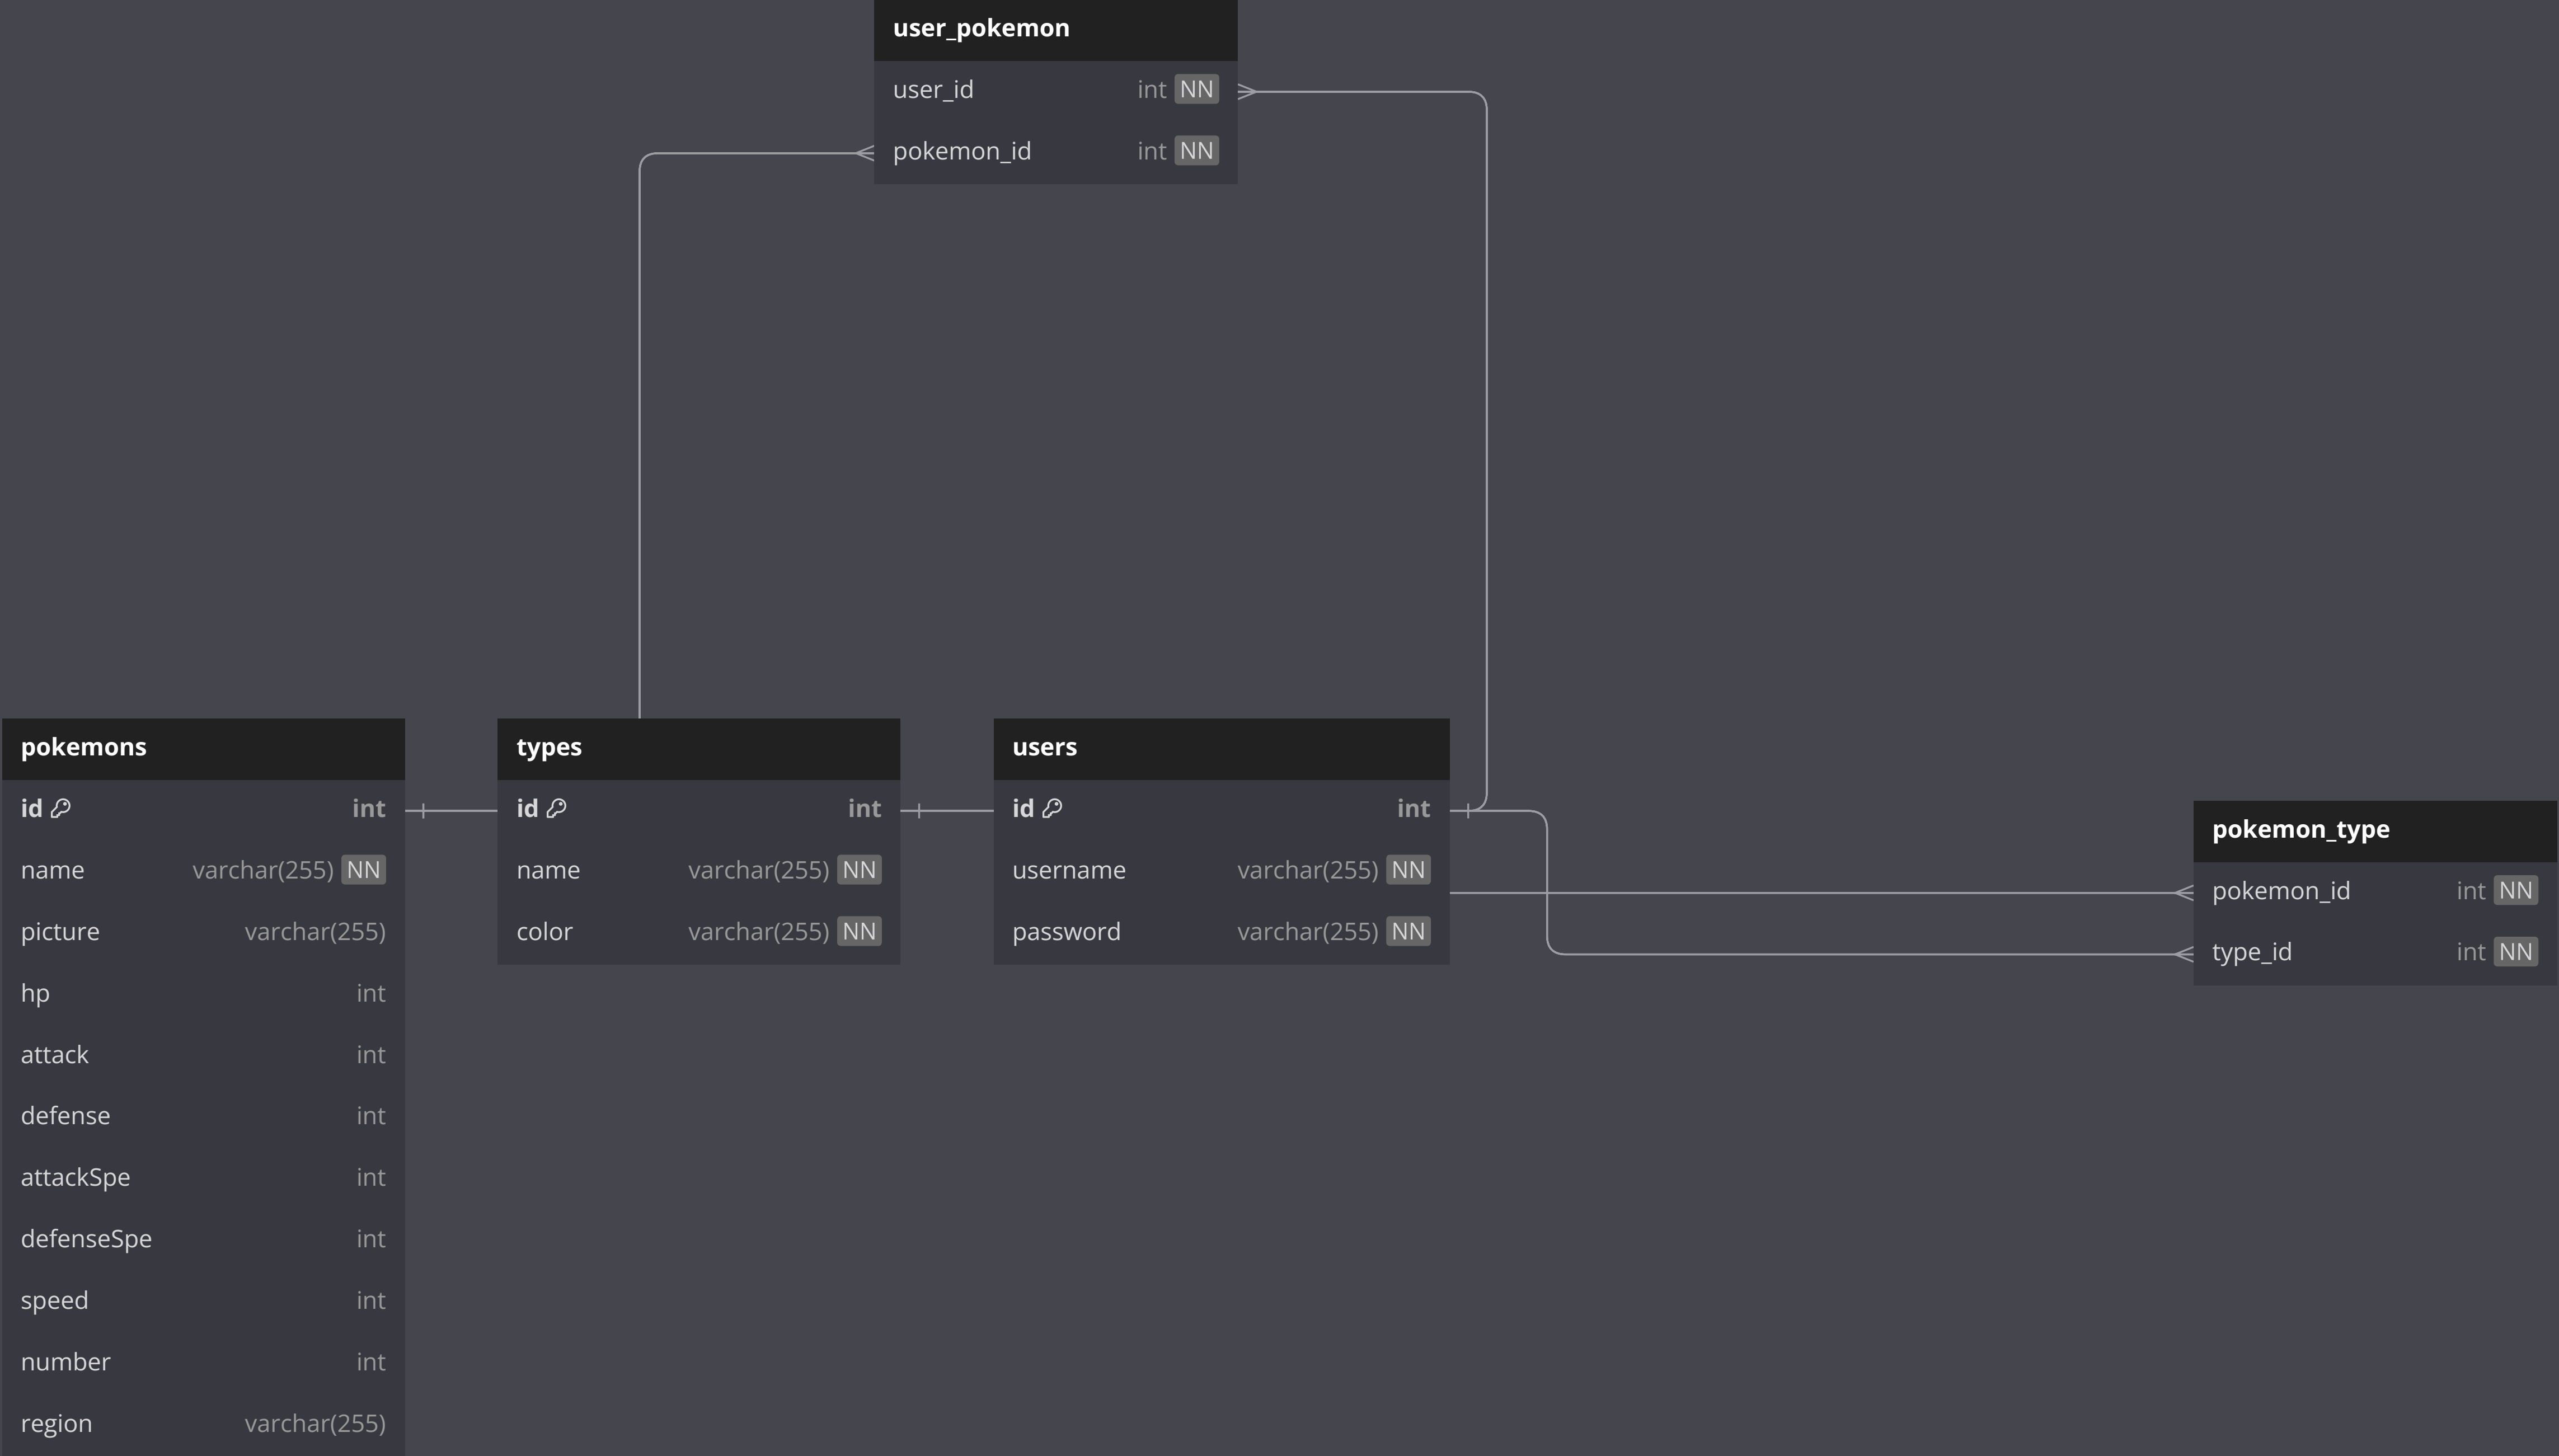 user_pokemon
user_id int NN
pokemon_id int NN
pokemons
id int
name varchar(255) NN
picture varchar(255)
hp int
attack int
defense int
attackSpe int
defenseSpe int
speed int
number int
region varchar(255)
types
id int
name varchar(255) NN
color varchar(255) NN
users
id int
username varchar(255) NN
password varchar(255) NN
pokemon_type
pokemon_id int NN
type_id int NN